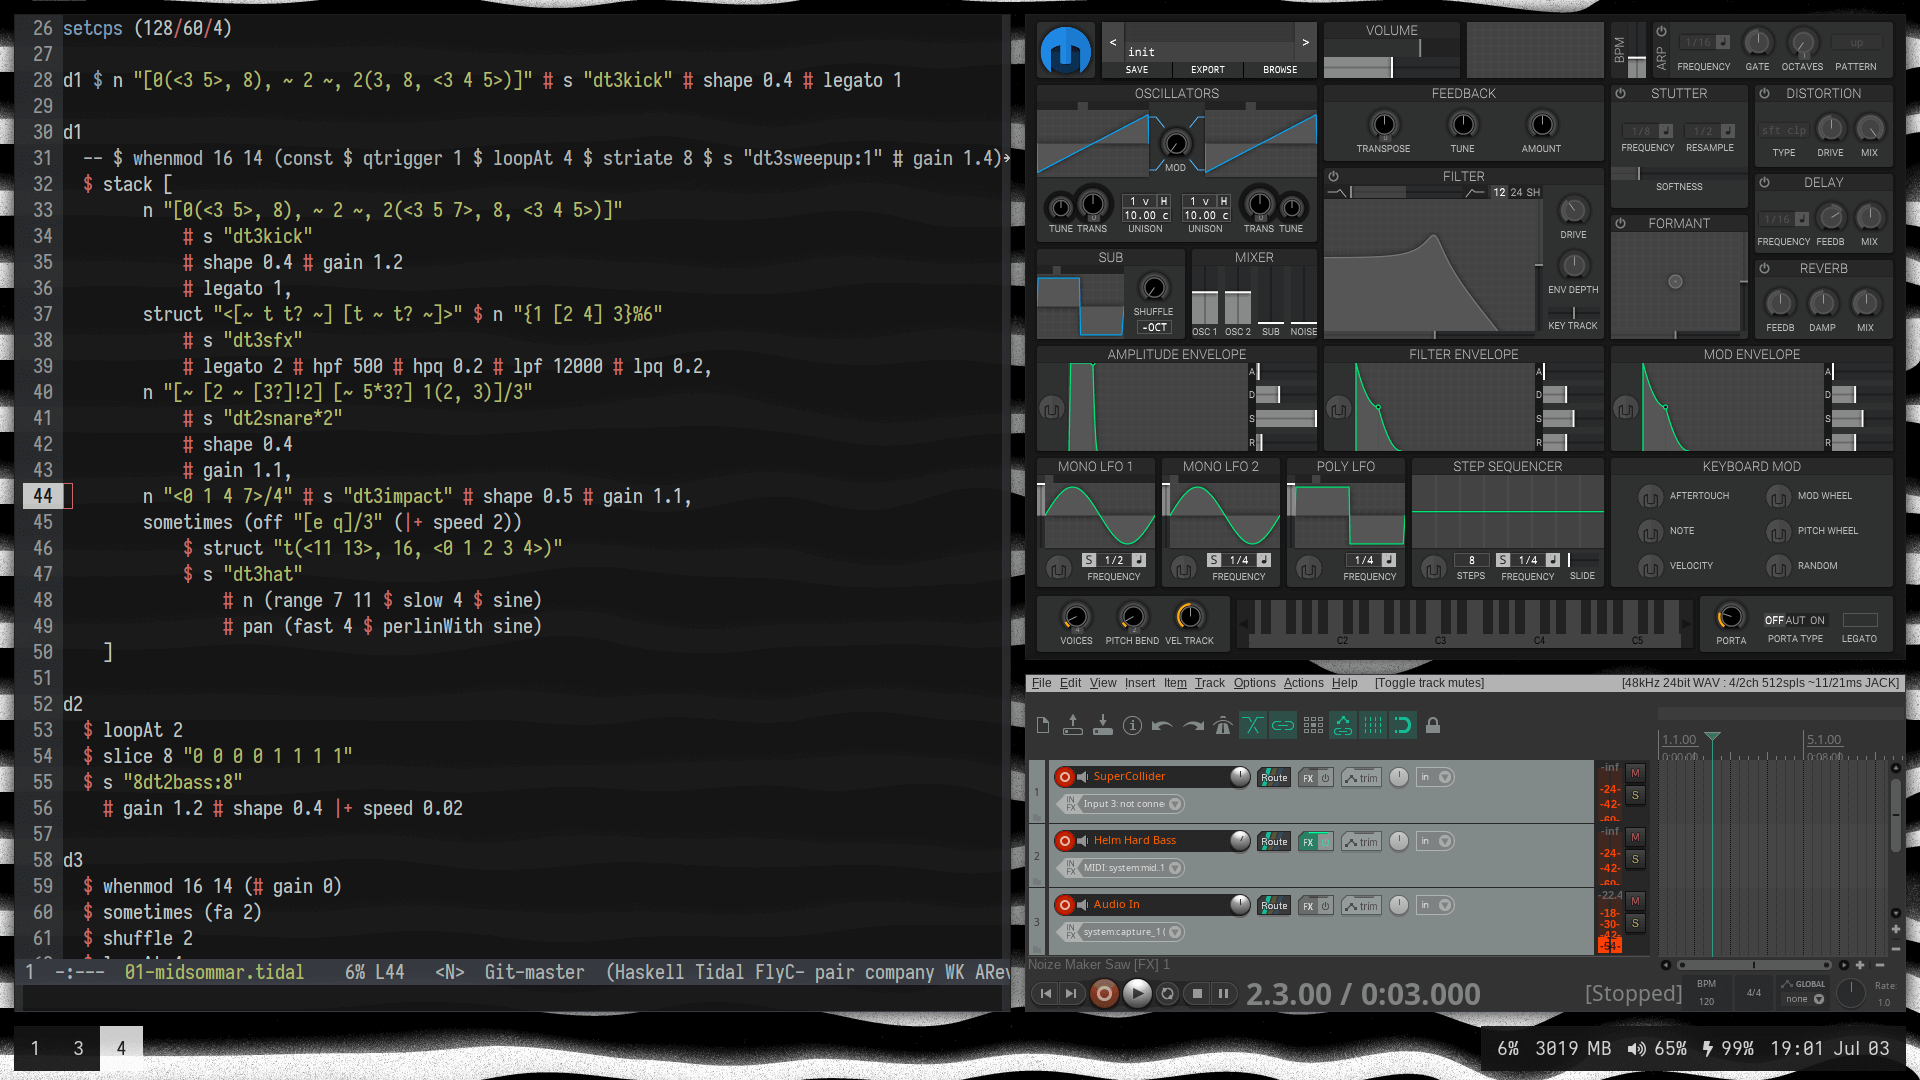 26 setcps (128/60/4)
27
28 d1 $ n "[0(<3 5>, 8), ~ 2 ~, 2(3, 8, <3 4 5>)]" # s "dt3kick" # shape 0.4 # legato 1
29
30 d1
31 -- $ whenmod 16 14 (const $ qtrigger 1 $ loopAt 4 $ striate 8 $ s "dt3sweepup:1" # gain 1.4)
32 $ stack [
33 n "[0(<3 5>, 8), ~ 2 ~, 2(<3 5 7>, 8, <3 4 5>)]"
34 # s "dt3kick"
35 # shape 0.4 # gain 1.2
36 # legato 1,
37 struct "<[~ t t? ~] [t ~ t? ~]>" $ n "{1 [2 4] 3}%6"
38 # s "dt3sfx"
39 # legato 2 # hpf 500 # hpq 0.2 # lpf 12000 # lpq 0.2,
40 n "[~ [2 ~ [3?]!2] [~ 5*3?] 1(2, 3)]/3"
41 # s "dt2snare*2"
42 # shape 0.4
43 # gain 1.1,
44 n "<0 1 4 7>/4" # s "dt3impact" # shape 0.5 # gain 1.1,
45 sometimes (off "[e q]/3" (|+ speed 2))
46 $ struct "t(<11 13>, 16, <0 1 2 3 4>)"
47 $ s "dt3hat"
48 # n (range 7 11 $ slow 4 $ sine)
49 # pan (fast 4 $ perlinWith sine)
50 ]
51
52 d2
53 $ loopAt 2
54 $ slice 8 "0 0 0 0 1 1 1 1"
55 $ s "8dt2bass:8"
56 # gain 1.2 # shape 0.4 |+ speed 0.02
57
58 d3
59 $ whenmod 16 14 (# gain 0)
60 $ sometimes (fa 2)
61 $ shuffle 2
1 -:--- 01-midsommar.tidal 6% L44 <N> Git-master (Haskell Tidal FlyC- pair company WK ARev
< init >
SAVE EXPORT BROWSE
VOLUME
BPM
ARP
1/16
up
FREQUENCY GATE OCTAVES PATTERN
OSCILLATORS
MOD
1 v H
10.00 c
1 v H
10.00 c
TUNE TRANS UNISON UNISON TRANS TUNE
FEEDBACK
TRANSPOSE TUNE AMOUNT
STUTTER
1/8 1/2
FREQUENCY RESAMPLE
SOFTNESS
DISTORTION
sft clp
TYPE DRIVE MIX
FILTER
12 24 SH
DRIVE
ENV DEPTH
KEY TRACK
DELAY
1/16
FREQUENCY FEEDB MIX
FORMANT
REVERB
FEEDB DAMP MIX
SUB
SHUFFLE
-OCT
MIXER
OSC 1 OSC 2 SUB NOISE
AMPLITUDE ENVELOPE
A
D
S
R
FILTER ENVELOPE
A
D
S
R
MOD ENVELOPE
A
D
S
R
MONO LFO 1
S 1/2
FREQUENCY
MONO LFO 2
S 1/4
FREQUENCY
POLY LFO
1/4
FREQUENCY
STEP SEQUENCER
8 S 1/4
STEPS FREQUENCY SLIDE
KEYBOARD MOD
AFTERTOUCH MOD WHEEL
NOTE PITCH WHEEL
VELOCITY RANDOM
VOICES PITCH BEND VEL TRACK
C2 C3 C4 C5
PORTA
OFF AUT ON
PORTA TYPE
LEGATO
File Edit View Insert Item Track Options Actions Help [Toggle track mutes] [48kHz 24bit WAV : 4/2ch 512spls ~11/21ms JACK]
1.1.00 5.1.00
0:00.00 0:08.00
1 SuperCollider Route FX trim in
IN FX Input 3: not conne
-inf -24- -42- -60- M S
2 Helm Hard Bass Route FX trim in
IN FX MIDI: system:mid..1
-inf -24- -42- -60- M S
3 Audio In Route FX trim in
IN FX system:capture_1 (
-22.4 -18- -30- -42- -54- M S
Noize Maker Saw [FX] 1
2.3.00 / 0:03.000 [Stopped]
BPM
120
4/4
GLOBAL
none
Rate:
1.0
1 3 4
6% 3019 MB 65% 99% 19:01 Jul 03